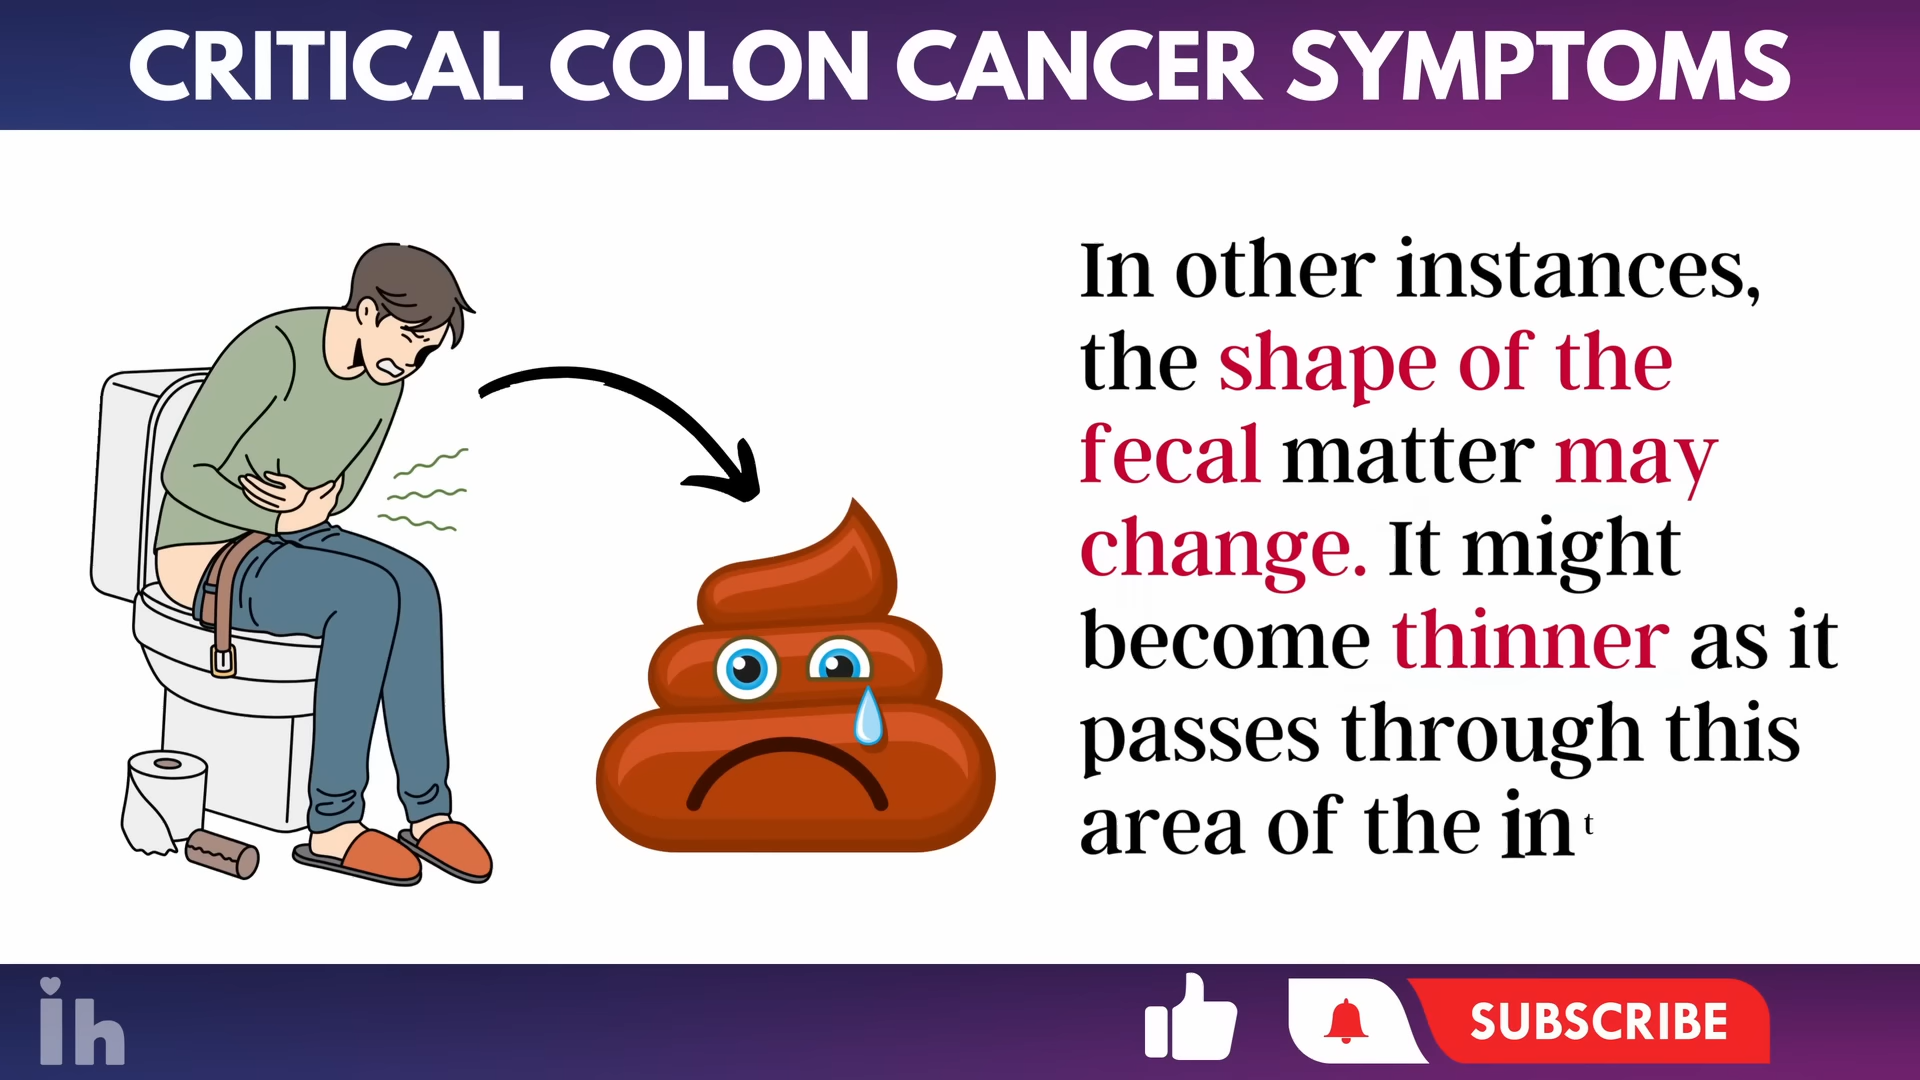 CRITICAL COLON CANCER SYMPTOMS
In other instances,
the shape of the
fecal matter may
change. It might
become thinner as it
passes through this
area of the int
ih
SUBSCRIBE